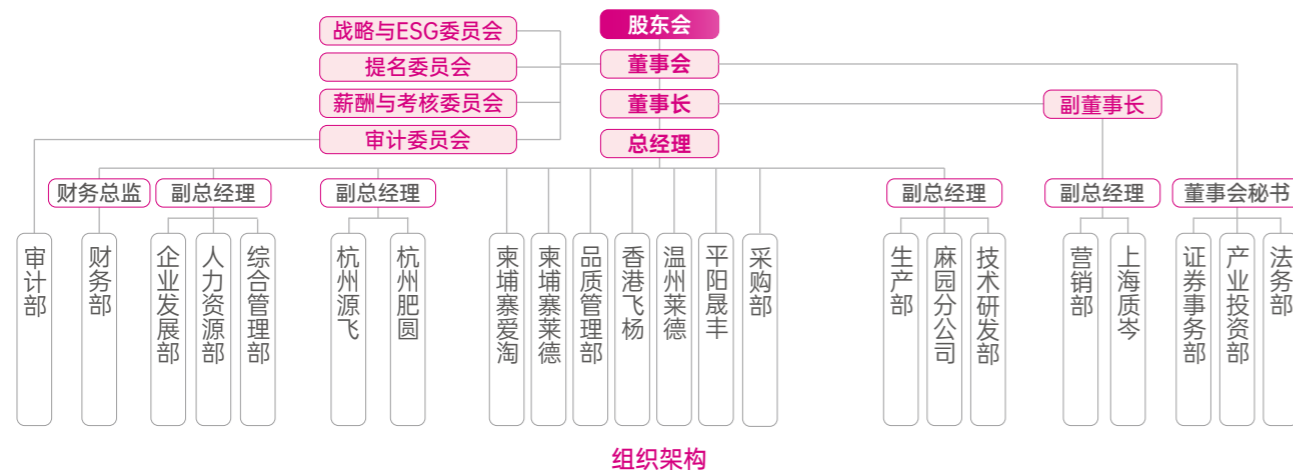 股东会
战略与ESG委员会
董事会
提名委员会
薪酬与考核委员会
董事长
副董事长
审计委员会
总经理
财务总监
副总经理
副总经理
副总经理
副总经理
董事会秘书
审计部
财务部
企业发展部
人力资源部
综合管理部
杭州源飞
杭州肥圆
柬埔寨爱淘
柬埔寨莱德
品质管理部
香港飞杨
温州莱德
平阳晟丰
采购部
生产部
麻园分公司
技术研发部
营销部
上海质岑
证券事务部
产业投资部
法务部
组织架构